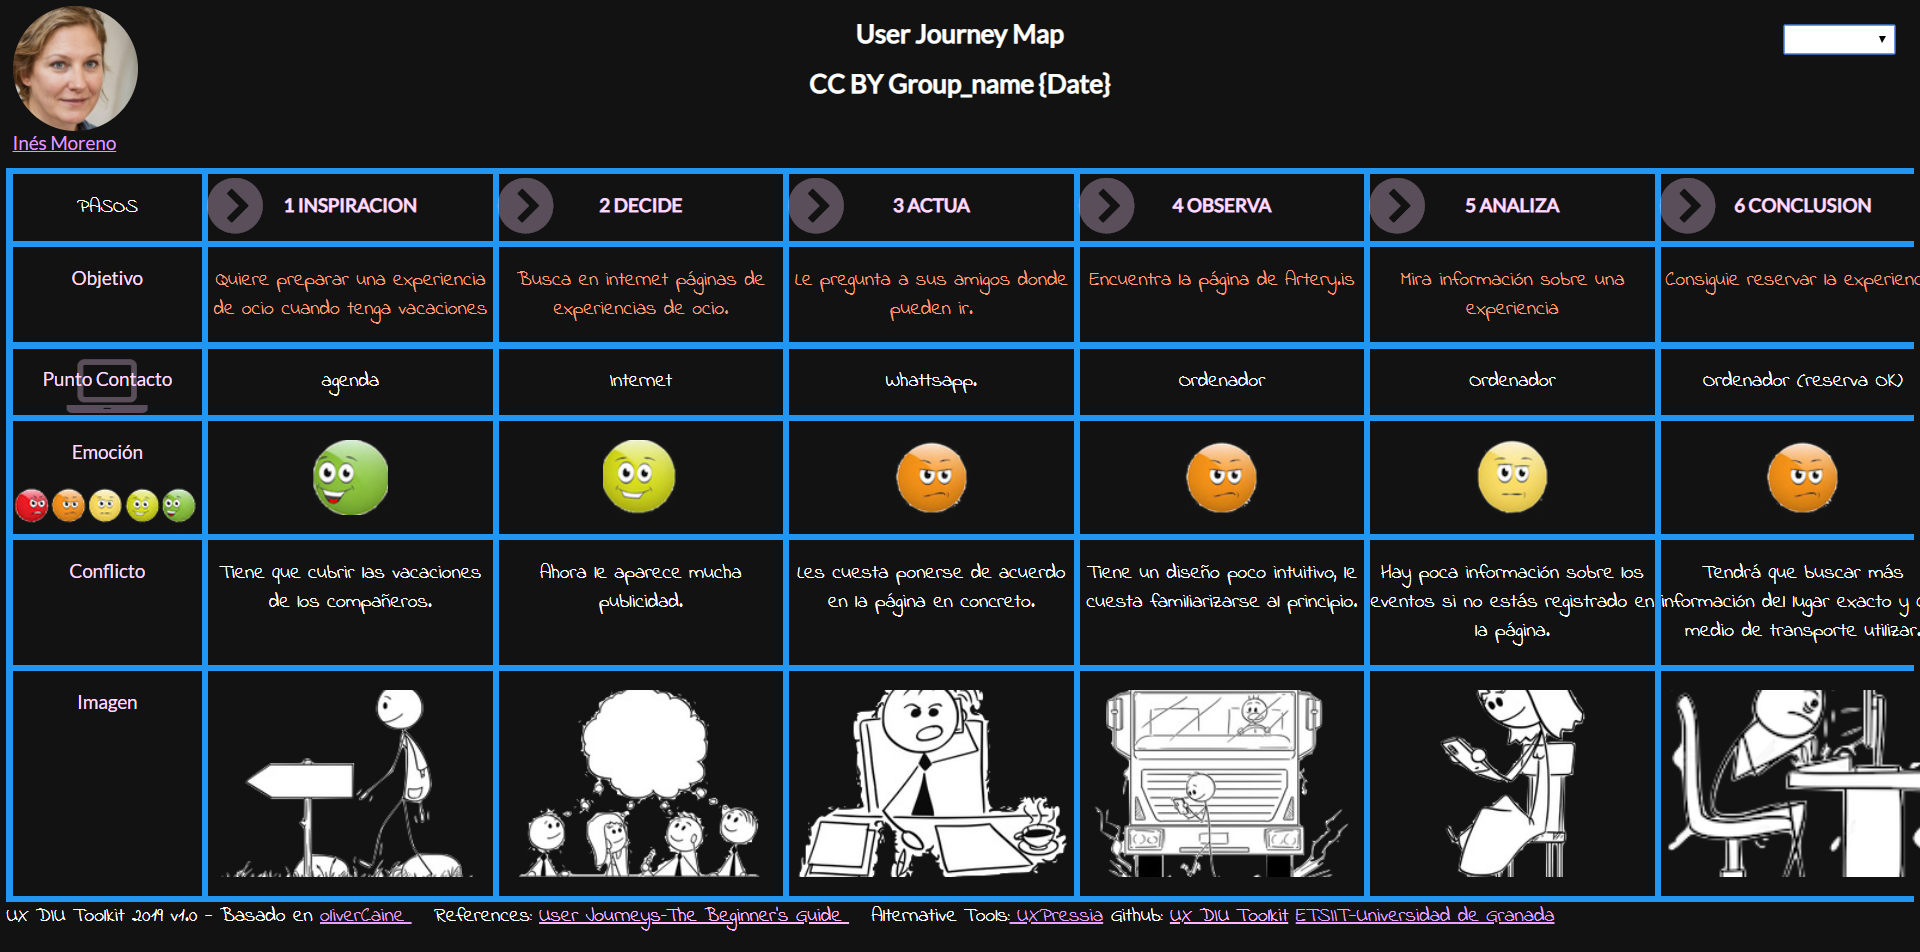 User Journey Map
CC BY Group_name {Date}
Inés Moreno
PASOS
1 INSPIRACION
2 DECIDE
3 ACTUA
4 OBSERVA
5 ANALIZA
6 CONCLUSION
Objetivo
Quiere preparar una experiencia
de ocio cuando tenga vacaciones
Busca en internet páginas de
experiencias de ocio.
Le pregunta a sus amigos donde
pueden ir.
Encuentra la página de Artery.is
Mira información sobre una
experiencia
Consiguie reservar la
Punto Contacto
agenda
Internet
Whattsapp.
Ordenador
Ordenador
Ordenador (reserva OK)
Emoción
Conflicto
Tiene que cubrir las vacaciones
de los compañeros.
Ahora le aparece mucha
publicidad.
Les cuesta ponerse de acuerdo
en la página en concreto.
Tiene un diseño poco intuitivo, le
cuesta familiarizarse al principio.
Hay poca información sobre los
eventos si no estás registrado en
la página.
Tendrá que buscar más
información del lugar exacto y
medio de transporte utilizar.
Imagen
UX DIU Toolkit 2019 v1.0 - Basado en oliverCaine References: User Journeys-The Beginner's Guide Alternative Tools: UXPressia Github: UX DIU Toolkit ETSIIT-Universidad de Granada